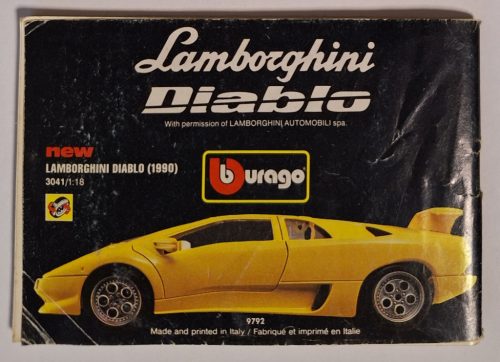 Lamborghini
Diablo
With permission of LAMBORGHINI AUTOMOBILI spa.
new
LAMBORGHINI DIABLO (1990)
3041/1:18
burago
9792
Made and printed in Italy / Fabriqué et imprimé en Italie